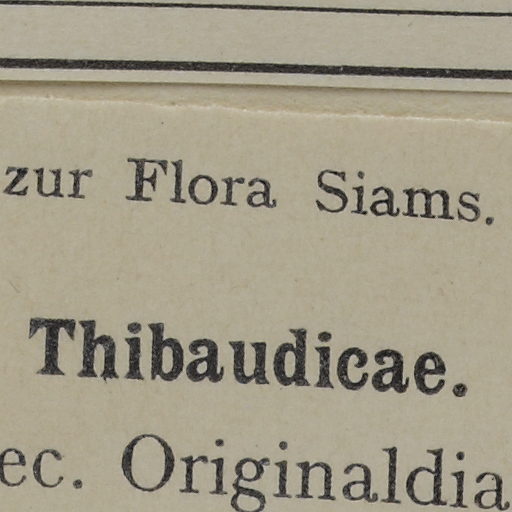 zur Flora Siams.
Thibaudicae.
ec. Originaldia